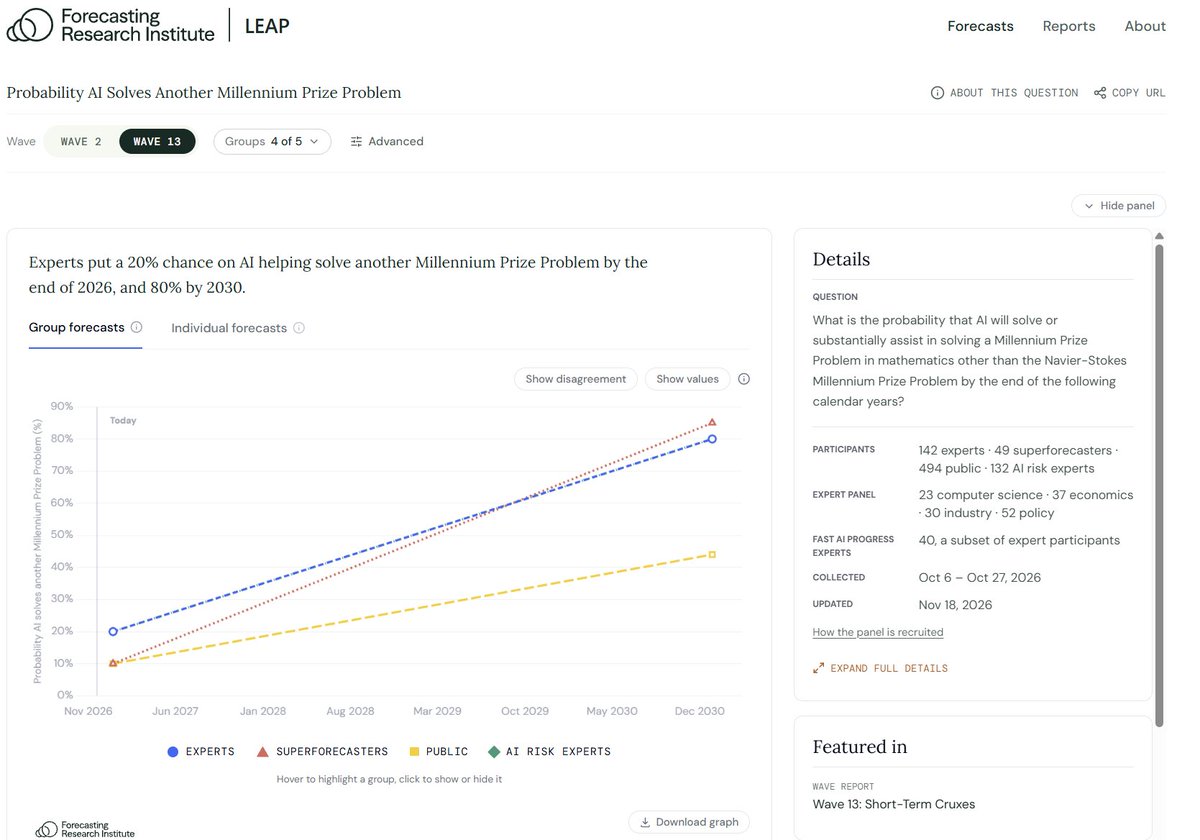 Forecasting
Research Institute
LEAP
Forecasts
Reports
About
Probability AI Solves Another Millennium Prize Problem
ABOUT THIS QUESTION
COPY URL
Wave
WAVE 2
WAVE 13
Groups 4 of 5
Advanced
Hide panel
Experts put a 20% chance on AI helping solve another Millennium Prize Problem by the
end of 2026, and 80% by 2030.
Group forecasts
Individual forecasts
Show disagreement
Show values
Probability AI solves another Millennium Prize Problem (%)
90%
80%
70%
60%
50%
40%
30%
20%
10%
0%
Today
Nov 2026
Jun 2027
Jan 2028
Aug 2028
Mar 2029
Oct 2029
May 2030
Dec 2030
EXPERTS
SUPERFORECASTERS
PUBLIC
AI RISK EXPERTS
Hover to highlight a group, click to show or hide it
Forecasting
Research Institute
Download graph
Details
QUESTION
What is the probability that AI will solve or
substantially assist in solving a Millennium Prize
Problem in mathematics other than the Navier-Stokes
Millennium Prize Problem by the end of the following
calendar years?
PARTICIPANTS
142 experts · 49 superforecasters ·
494 public · 132 AI risk experts
EXPERT PANEL
23 computer science · 37 economics
· 30 industry · 52 policy
FAST AI PROGRESS
EXPERTS
40, a subset of expert participants
COLLECTED
Oct 6 – Oct 27, 2026
UPDATED
Nov 18, 2026
How the panel is recruited
EXPAND FULL DETAILS
Featured in
WAVE REPORT
Wave 13: Short-Term Cruxes